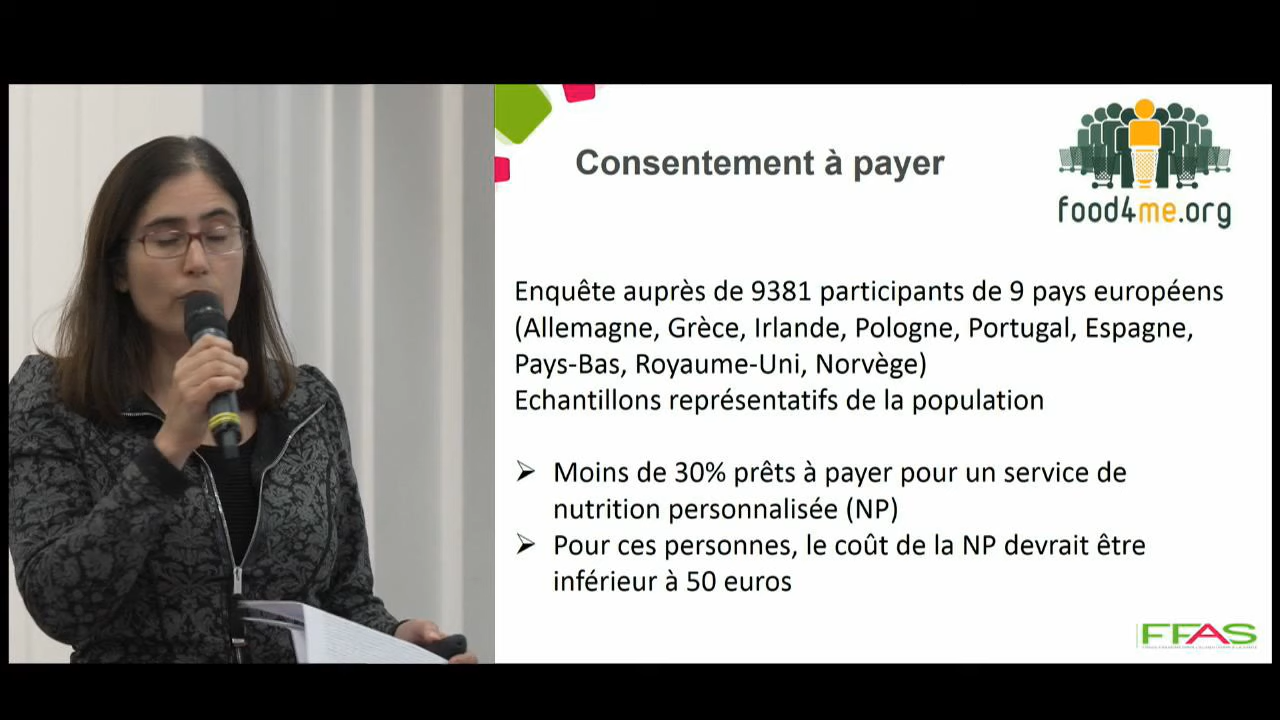 Consentement à payer
food4me.org
Enquête auprès de 9381 participants de 9 pays européens
(Allemagne, Grèce, Irlande, Pologne, Portugal, Espagne,
Pays-Bas, Royaume-Uni, Norvège)
Echantillons représentatifs de la population
➢ Moins de 30% prêts à payer pour un service de
nutrition personnalisée (NP)
➢ Pour ces personnes, le coût de la NP devrait être
inférieur à 50 euros
FFAS